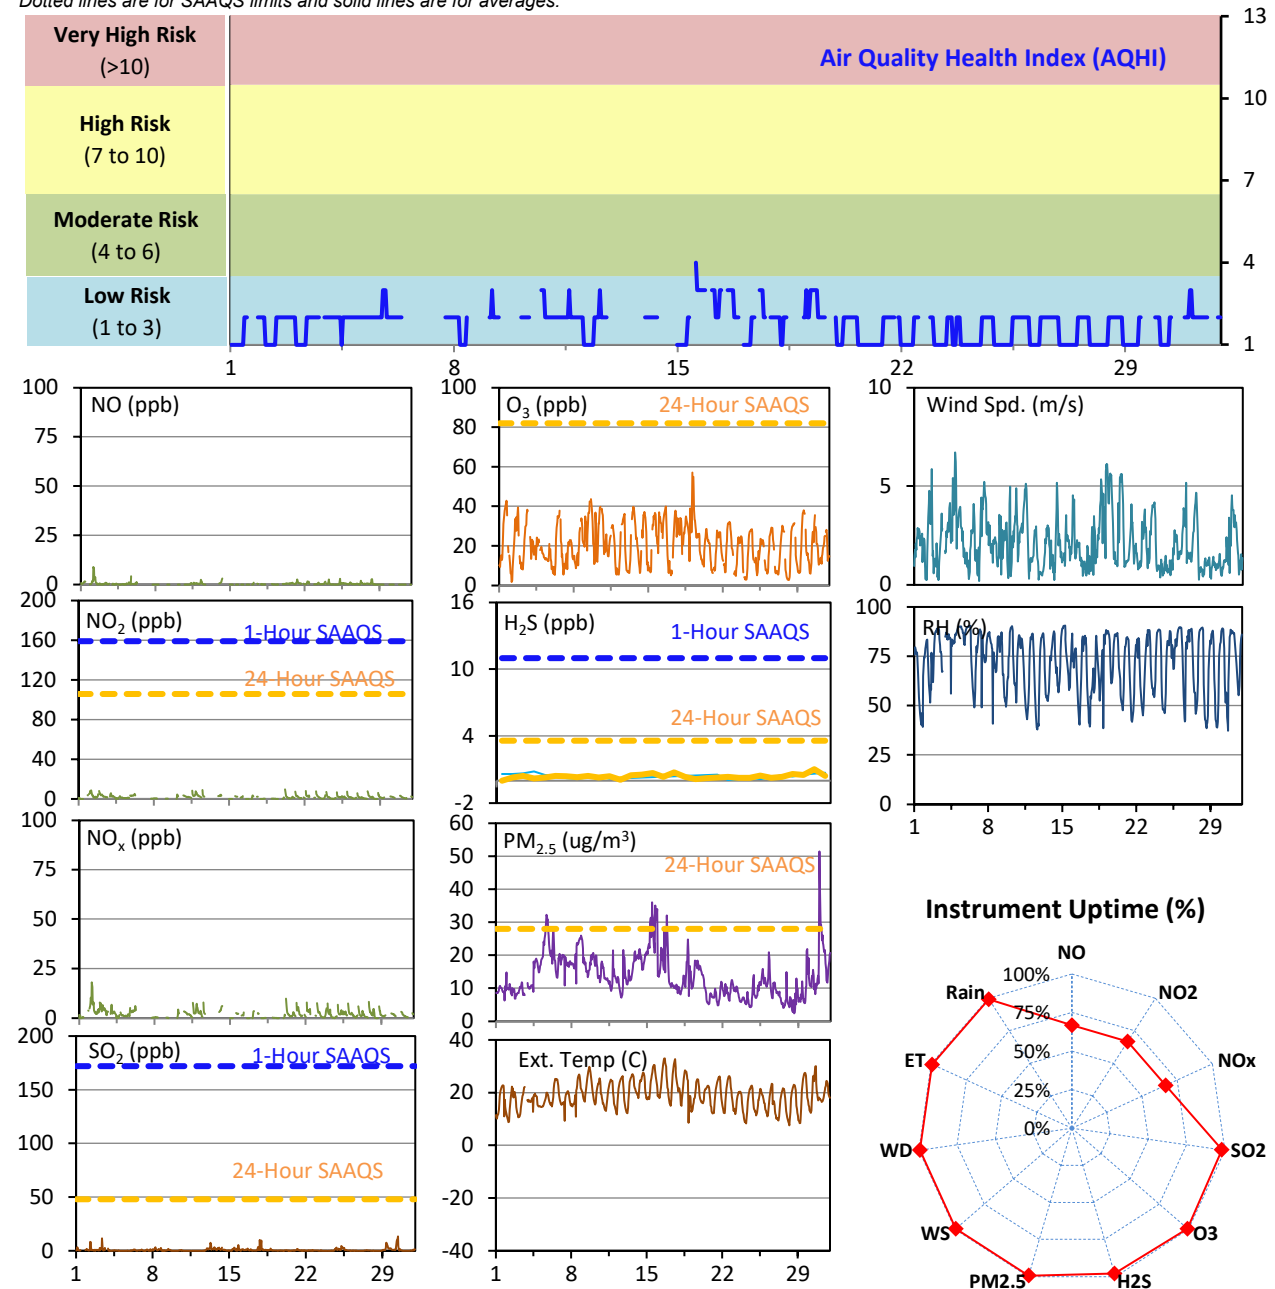 Dotted lines are for SAAQS limits and solid lines are for averages.
Very High Risk
(>10)
High Risk
(7 to 10)
Moderate Risk
(4 to 6)
Low Risk
(1 to 3)
Air Quality Health Index (AQHI)
13
10
7
4
1
1 8 15 22 29
NO (ppb)
100
75
50
25
0
O3 (ppb)
24-Hour SAAQS
100
80
60
40
20
0
Wind Spd. (m/s)
10
5
0
NO2 (ppb)
1-Hour SAAQS
24-Hour SAAQS
200
160
120
80
40
0
H2S (ppb)
1-Hour SAAQS
24-Hour SAAQS
16
10
4
-2
RH (%)
100
75
50
25
0
1 8 15 22 29
NOx (ppb)
100
75
50
25
0
PM2.5 (ug/m3)
24-Hour SAAQS
60
50
40
30
20
10
0
SO2 (ppb)
1-Hour SAAQS
24-Hour SAAQS
200
150
100
50
0
1 8 15 22 29
Ext. Temp (C)
40
20
0
-20
-40
1 8 15 22 29
Instrument Uptime (%)
NO
NO2
NOx
SO2
O3
H2S
PM2.5
WS
WD
ET
Rain
100%
75%
50%
25%
0%